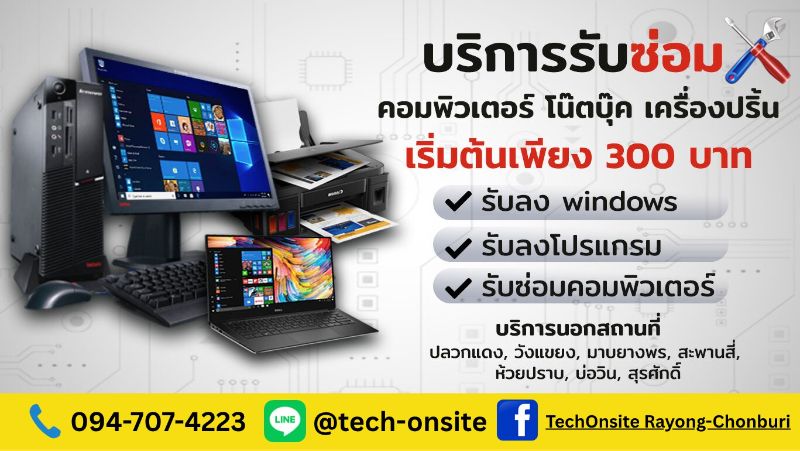 บริการรับซ่อม
คอมพิวเตอร์ โน๊ตบุ๊ค เครื่องปริ้น
เริ่มต้นเพียง 300 บาท
รับลง windows
รับลงโปรแกรม
รับซ่อมคอมพิวเตอร์
บริการนอกสถานที่
ปลวกแดง, วังแขยง, มาบยางพร, สะพานสี่,
ห้วยปราบ, บ่อวิน, สุรศักดิ์
094-707-4223
LINE
@tech-onsite
TechOnsite Rayong-Chonburi